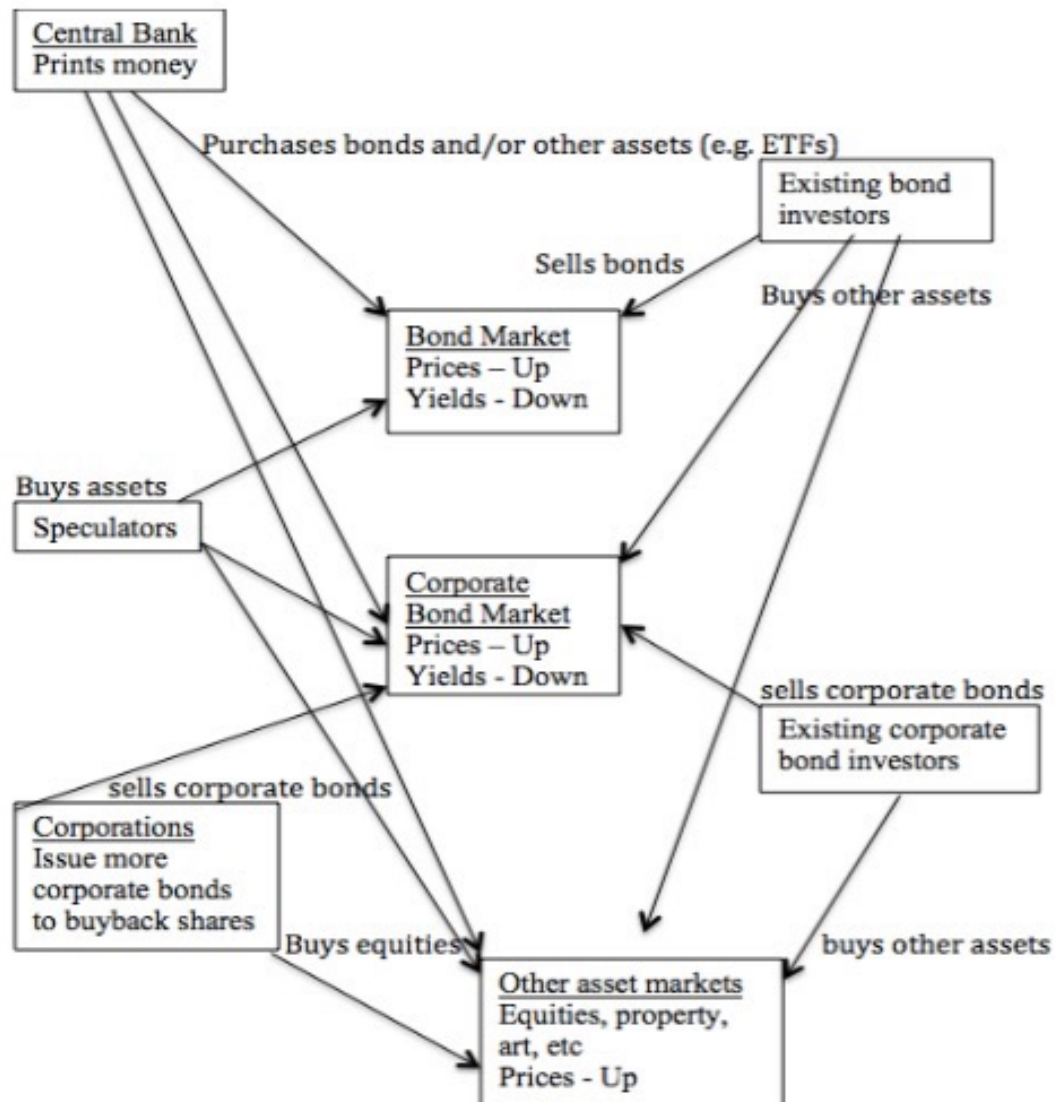 Central Bank
Prints money
Purchases bonds and/or other assets (e.g. ETFs)
Existing bond
investors
Sells bonds
Buys other assets
Bond Market
Prices – Up
Yields - Down
Buys assets
Speculators
Corporate
Bond Market
Prices – Up
Yields - Down
sells corporate bonds
Existing corporate
bond investors
sells corporate bonds
Corporations
Issue more
corporate bonds
to buyback shares
Buys equities
buys other assets
Other asset markets
Equities, property,
art, etc
Prices - Up